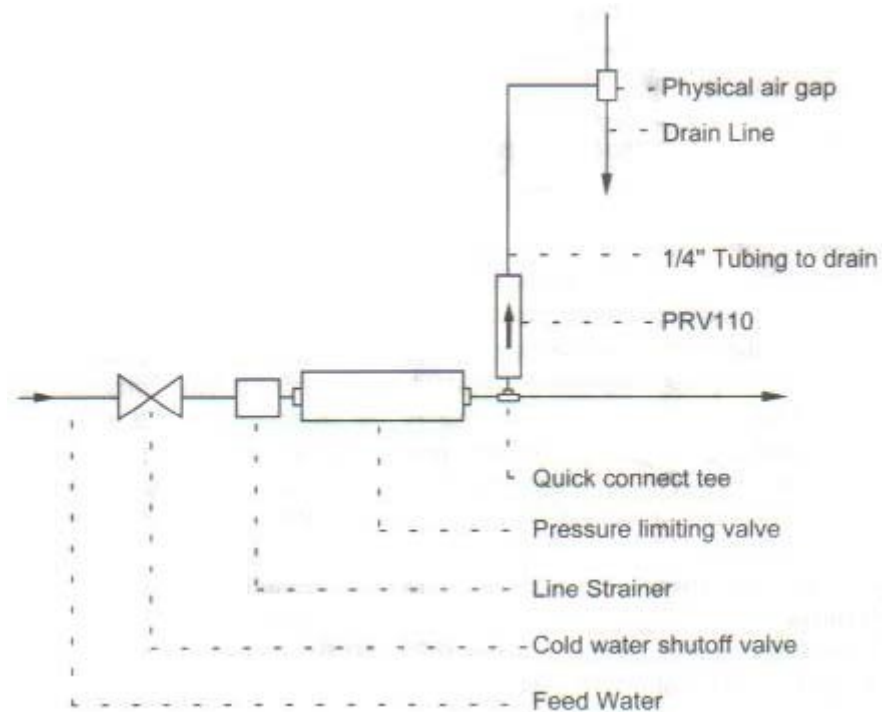 Physical air gap
Drain Line
1/4" Tubing to drain
PRV110
Quick connect tee
Pressure limiting valve
Line Strainer
Cold water shutoff valve
Feed Water